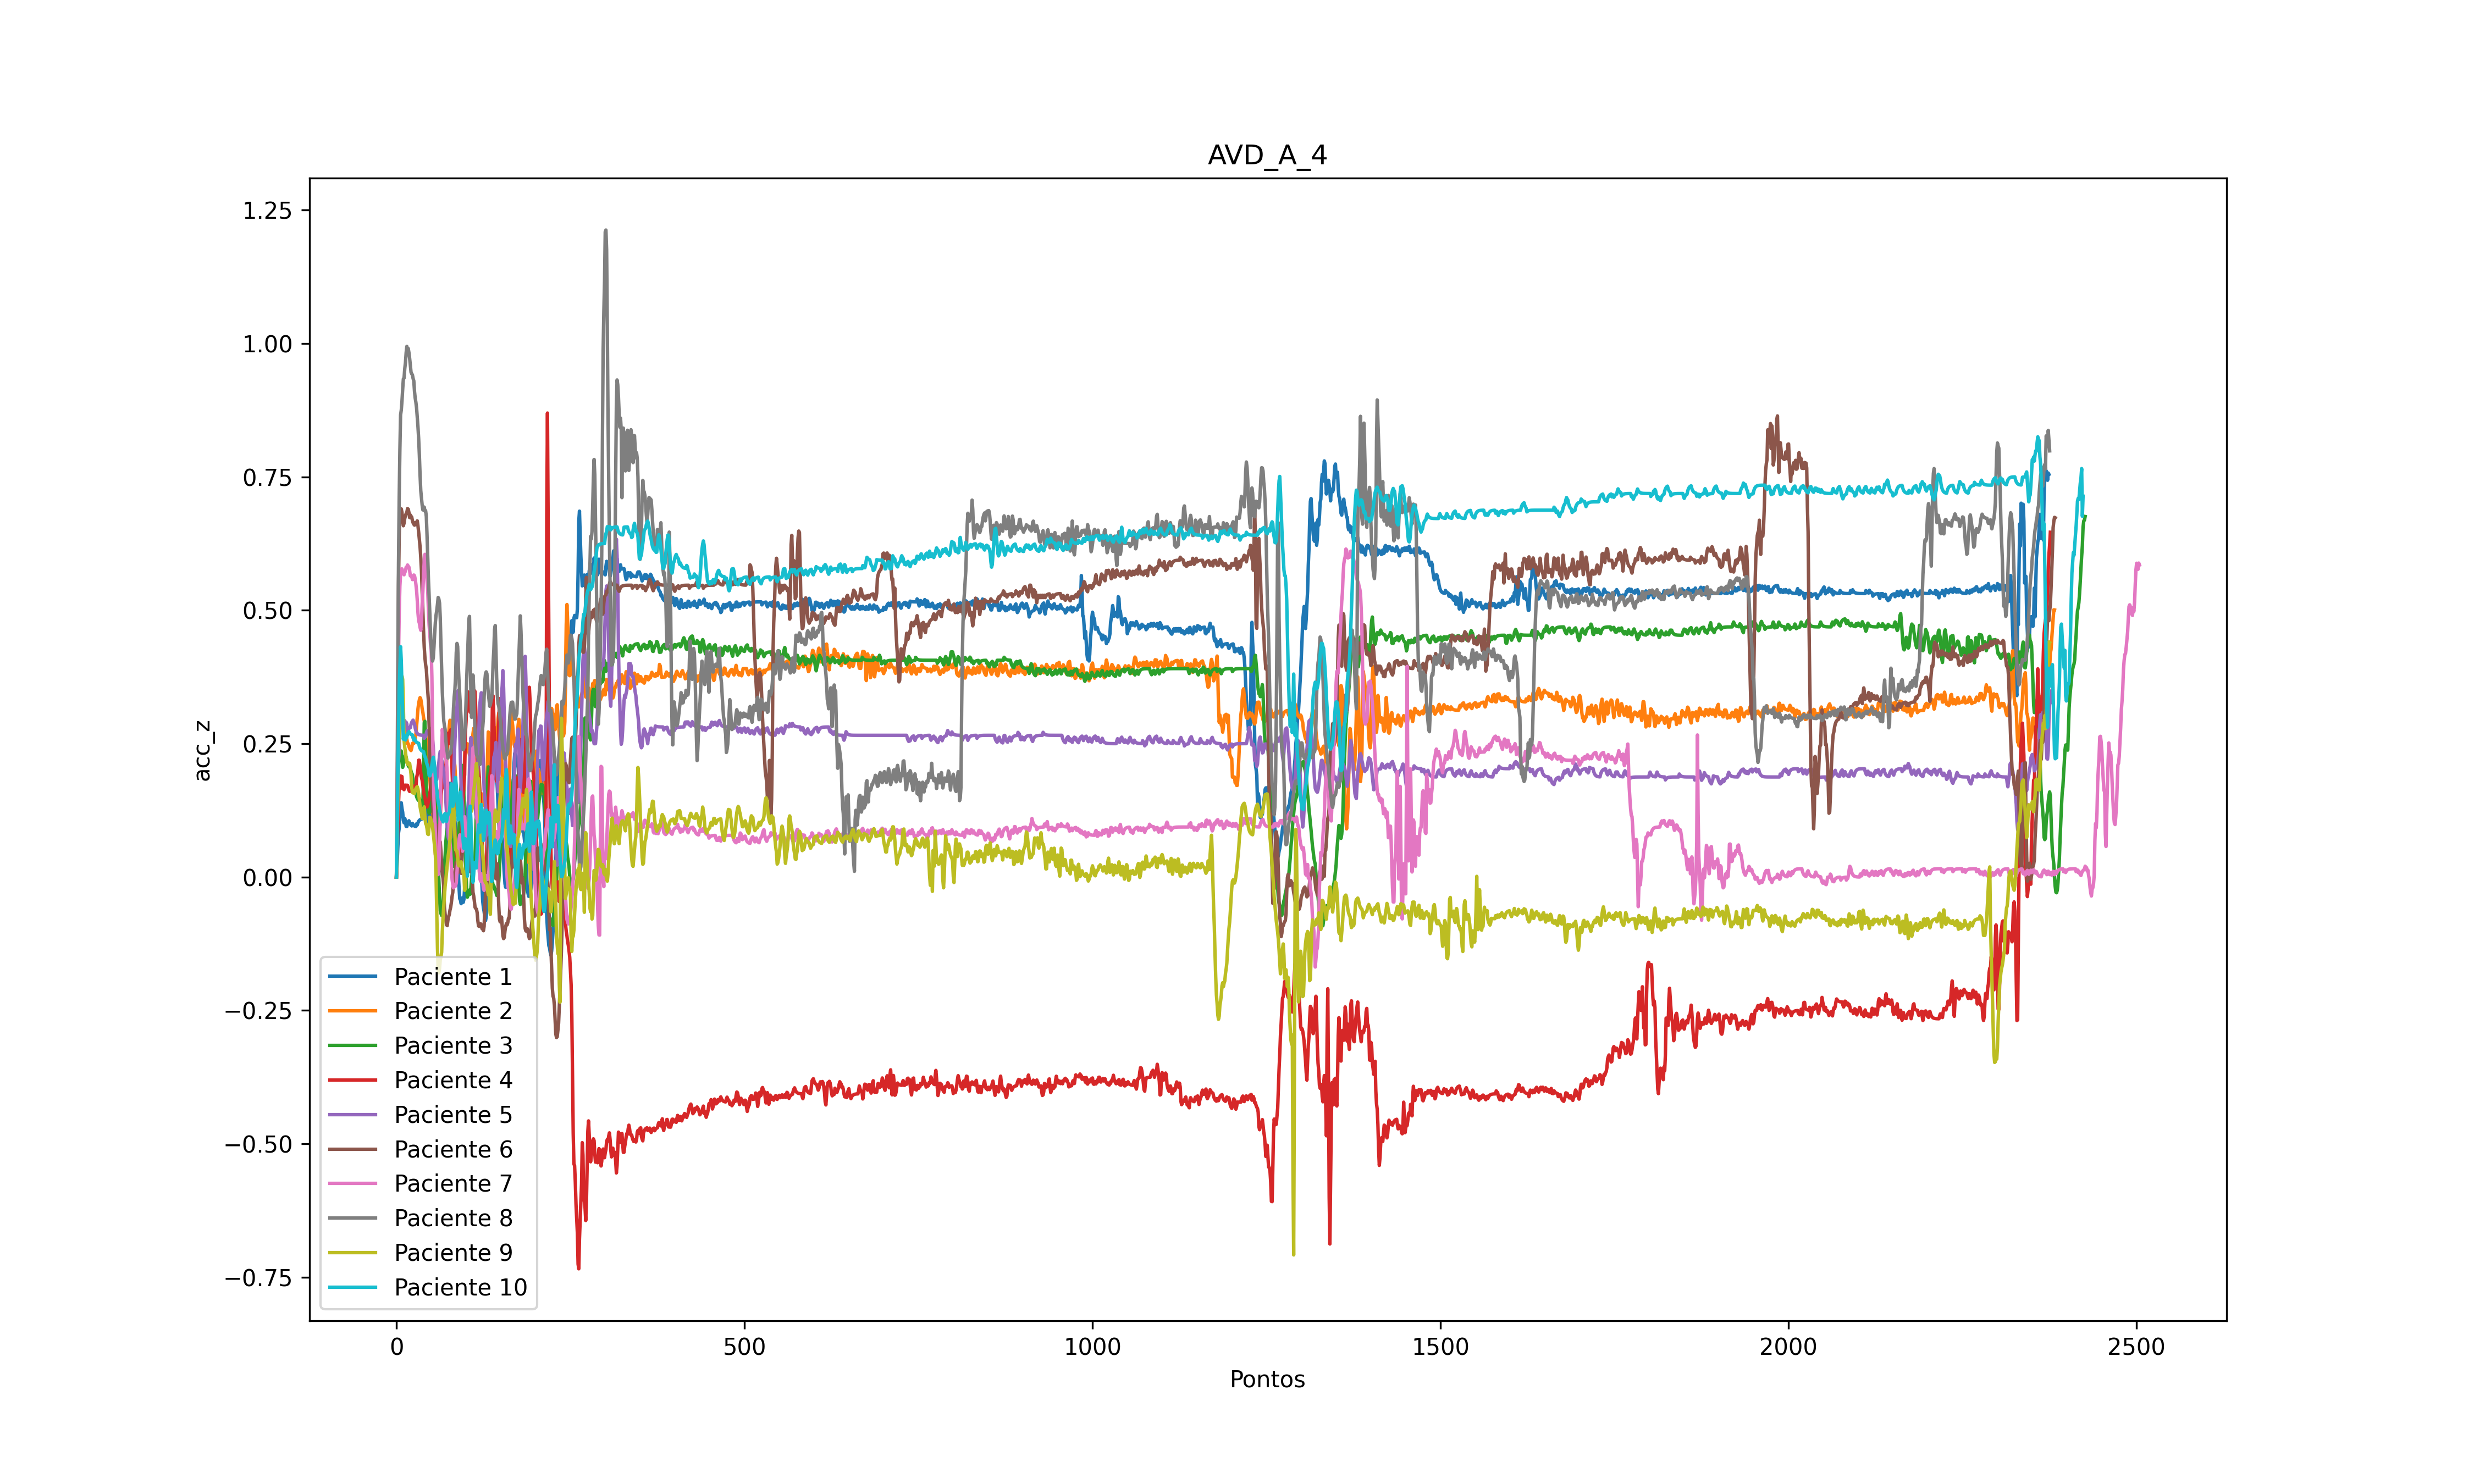 AVD_A_4
1.25
1.00
0.75
0.50
0.25
0.00
−0.25
−0.50
−0.75
acc_z
Paciente 1
Paciente 2
Paciente 3
Paciente 4
Paciente 5
Paciente 6
Paciente 7
Paciente 8
Paciente 9
Paciente 10
0 500 1000 1500 2000 2500
Pontos